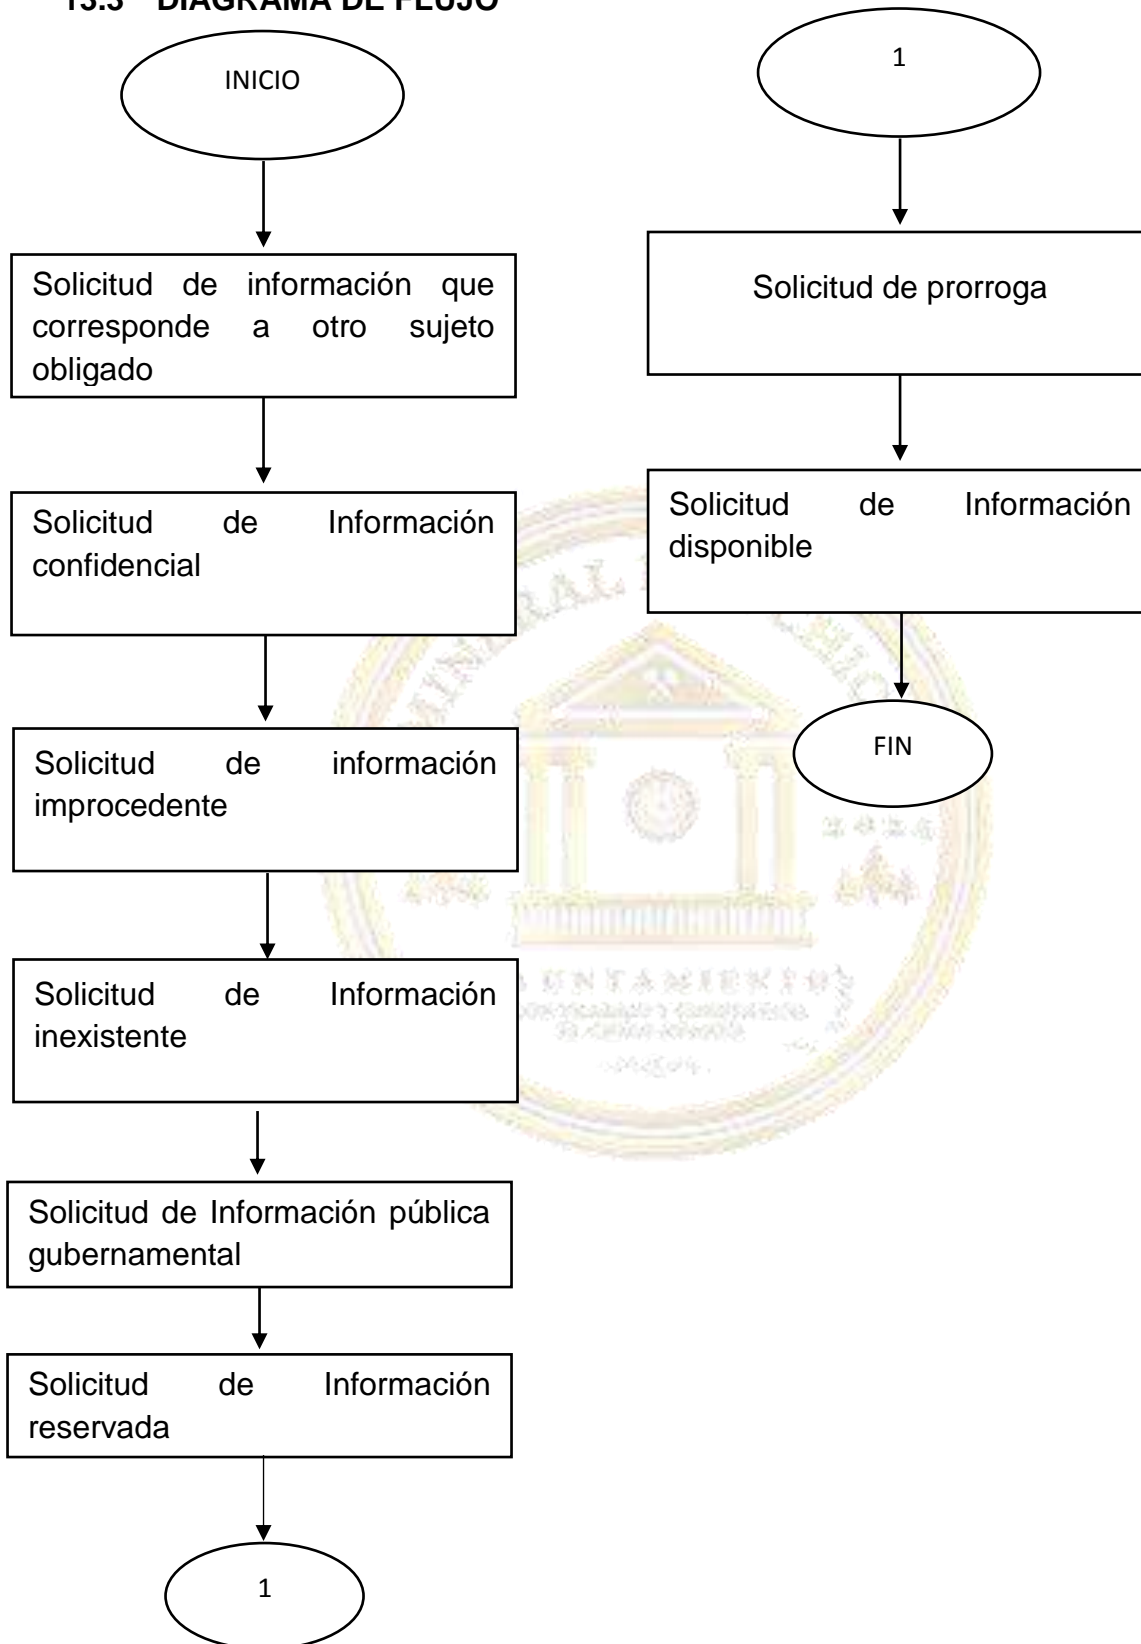 13.3 DIAGRAMA DE FLUJO
INICIO
Solicitud de información que
corresponde a otro sujeto
obligado
Solicitud de Información
confidencial
Solicitud de información
improcedente
Solicitud de Información
inexistente
Solicitud de Información pública
gubernamental
Solicitud de Información
reservada
1
1
Solicitud de prorroga
Solicitud de Información
disponible
FIN
MINERAL